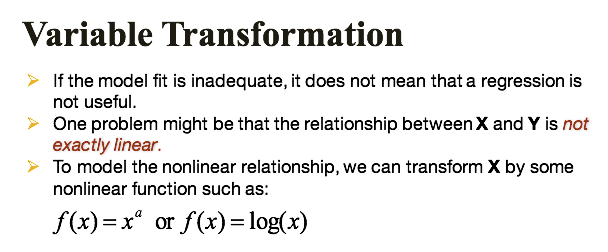 Variable Transformation
➢ If the model fit is inadequate, it does not mean that a regression is
not useful.
➢ One problem might be that the relationship between X and Y is not
exactly linear.
➢ To model the nonlinear relationship, we can transform X by some
nonlinear function such as:
f(x) = xᵃ or f(x) = log(x)